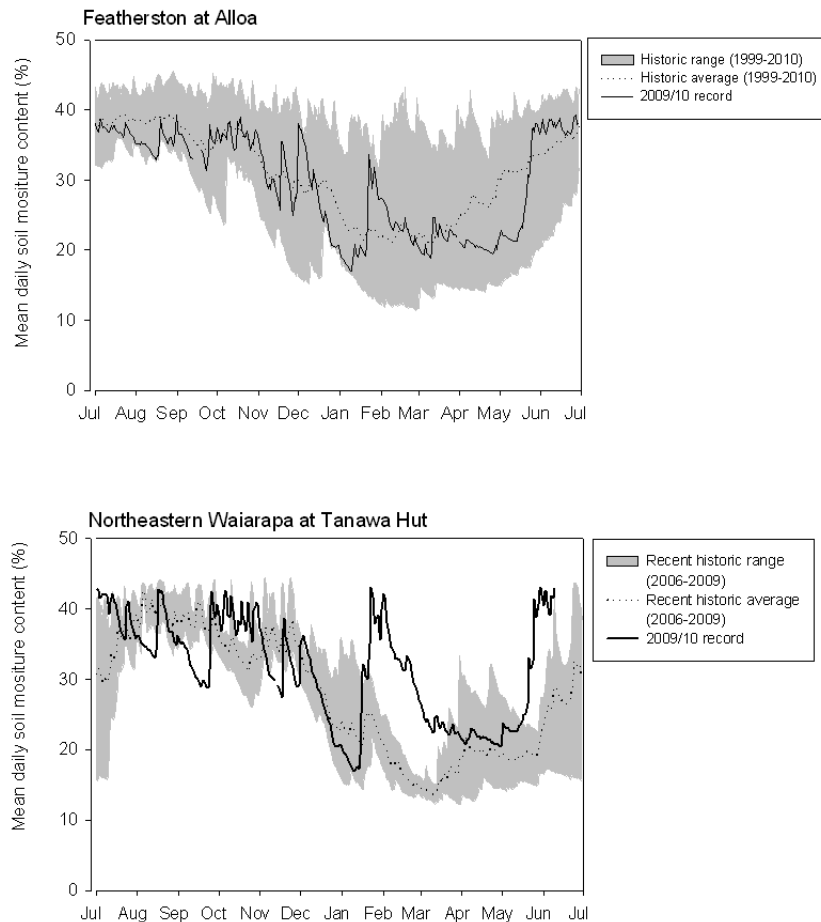 Featherston at Alloa
Mean daily soil mositure content (%)
50
40
30
20
10
0
Jul Aug Sep Oct Nov Dec Jan Feb Mar Apr May Jun Jul
Historic range (1999-2010)
Historic average (1999-2010)
2009/10 record
Northeastern Waiarapa at Tanawa Hut
Mean daily soil mositure content (%)
50
40
30
20
10
0
Jul Aug Sep Oct Nov Dec Jan Feb Mar Apr May Jun Jul
Recent historic range
(2006-2009)
Recent historic average
(2006-2009)
2009/10 record